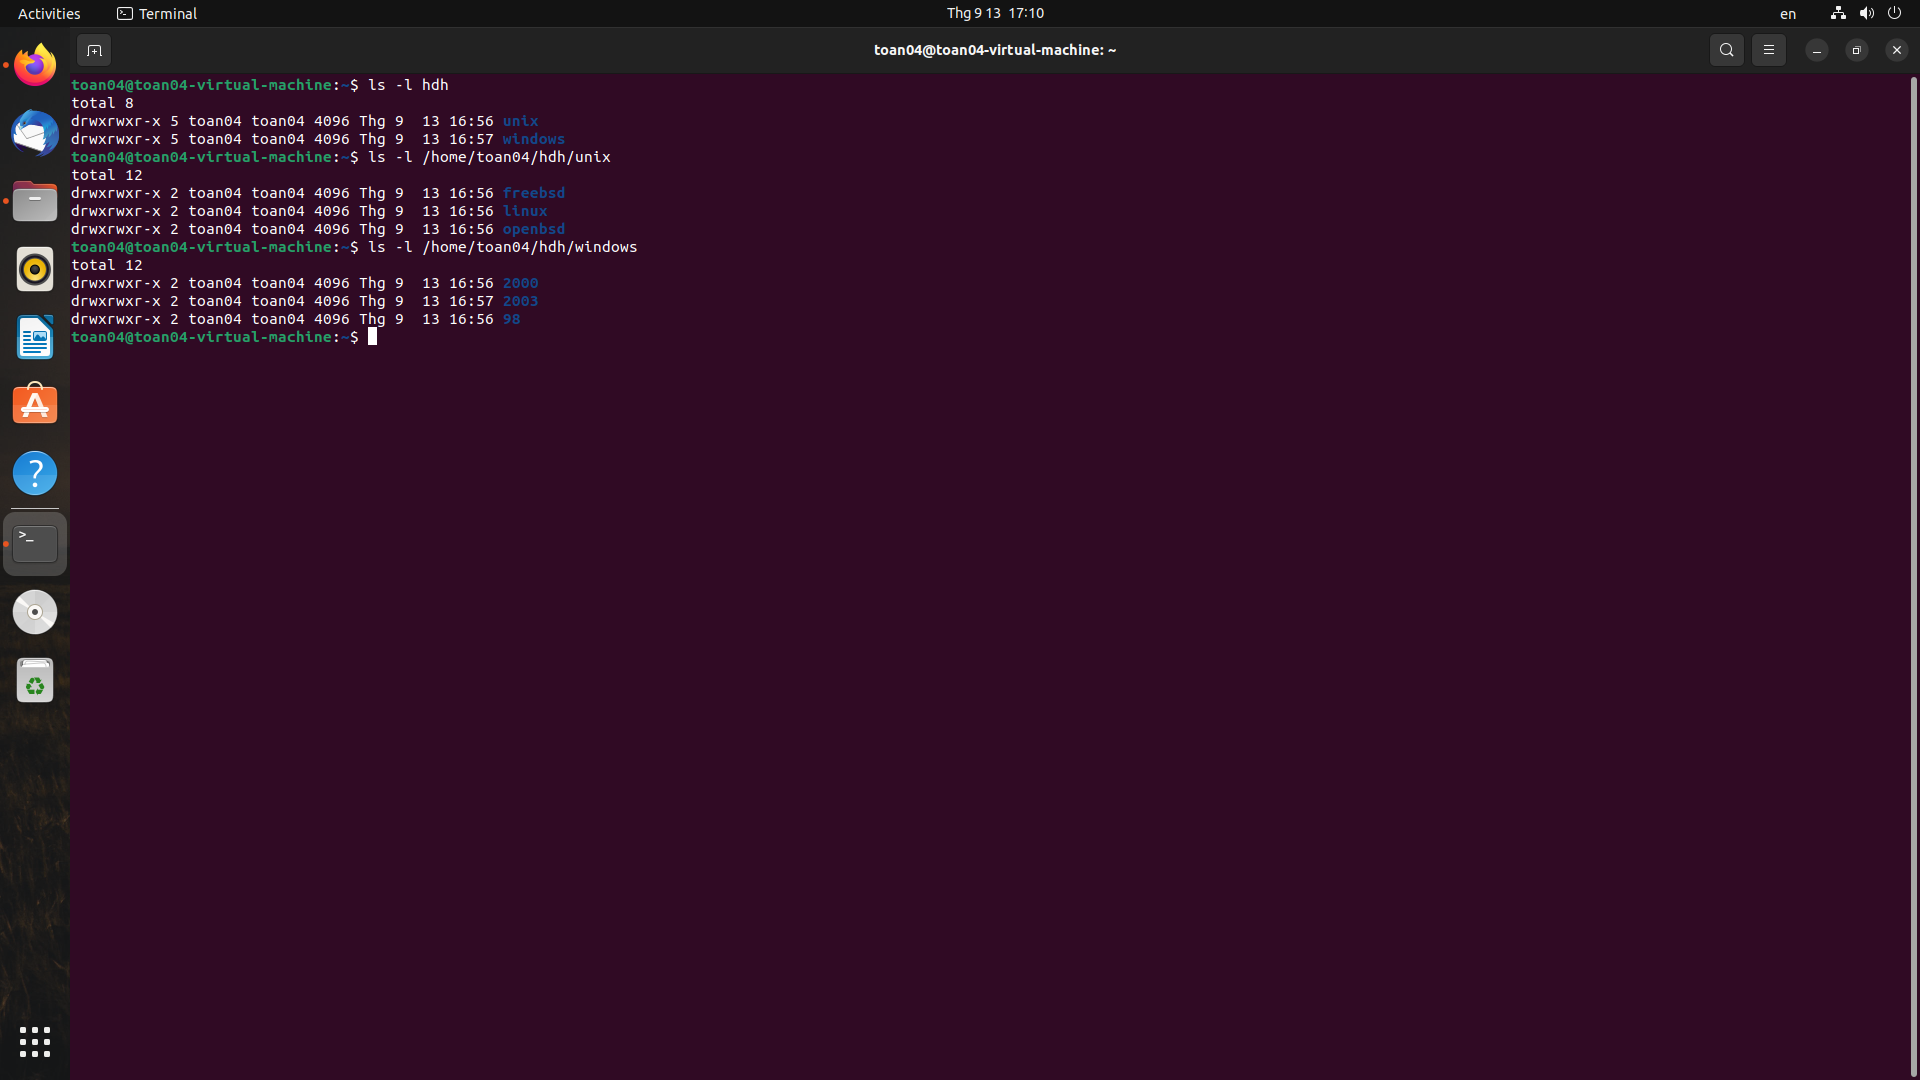 Activities Terminal Thg 9 13 17:10 en
toan04@toan04-virtual-machine: ~
toan04@toan04-virtual-machine:~$ ls -l hdh
total 8
drwxrwxr-x 5 toan04 toan04 4096 Thg 9  13 16:56 unix
drwxrwxr-x 5 toan04 toan04 4096 Thg 9  13 16:57 windows
toan04@toan04-virtual-machine:~$ ls -l /home/toan04/hdh/unix
total 12
drwxrwxr-x 2 toan04 toan04 4096 Thg 9  13 16:56 freebsd
drwxrwxr-x 2 toan04 toan04 4096 Thg 9  13 16:56 linux
drwxrwxr-x 2 toan04 toan04 4096 Thg 9  13 16:56 openbsd
toan04@toan04-virtual-machine:~$ ls -l /home/toan04/hdh/windows
total 12
drwxrwxr-x 2 toan04 toan04 4096 Thg 9  13 16:56 2000
drwxrwxr-x 2 toan04 toan04 4096 Thg 9  13 16:57 2003
drwxrwxr-x 2 toan04 toan04 4096 Thg 9  13 16:56 98
toan04@toan04-virtual-machine:~$